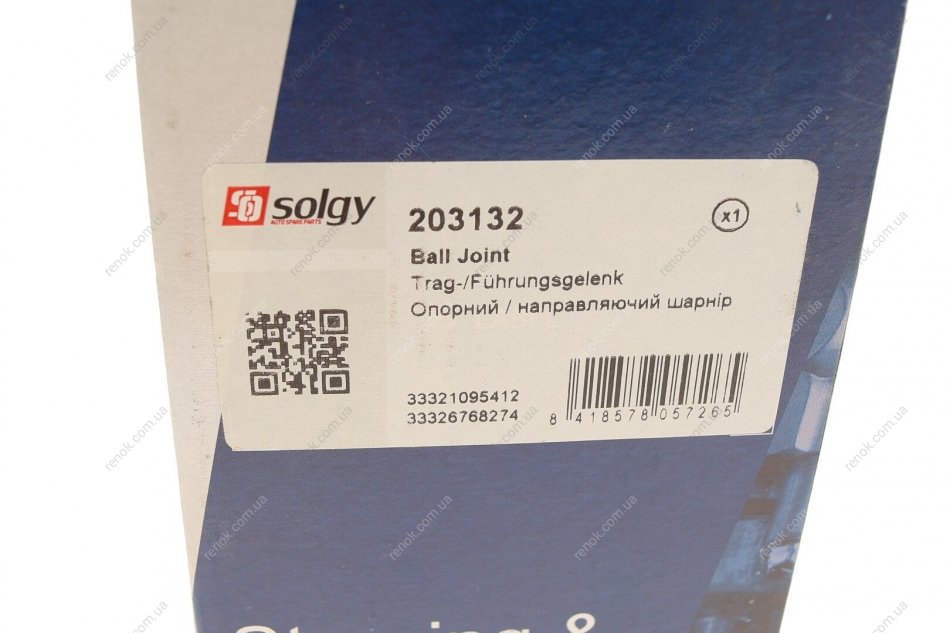 solgy
AUTO SPARE PARTS
203132
x1
Ball Joint
Trag-/Führungsgelenk
Опорний / направляючий шарнір
33321095412
33326768274
8 418578 057265
&
renok.com.ua